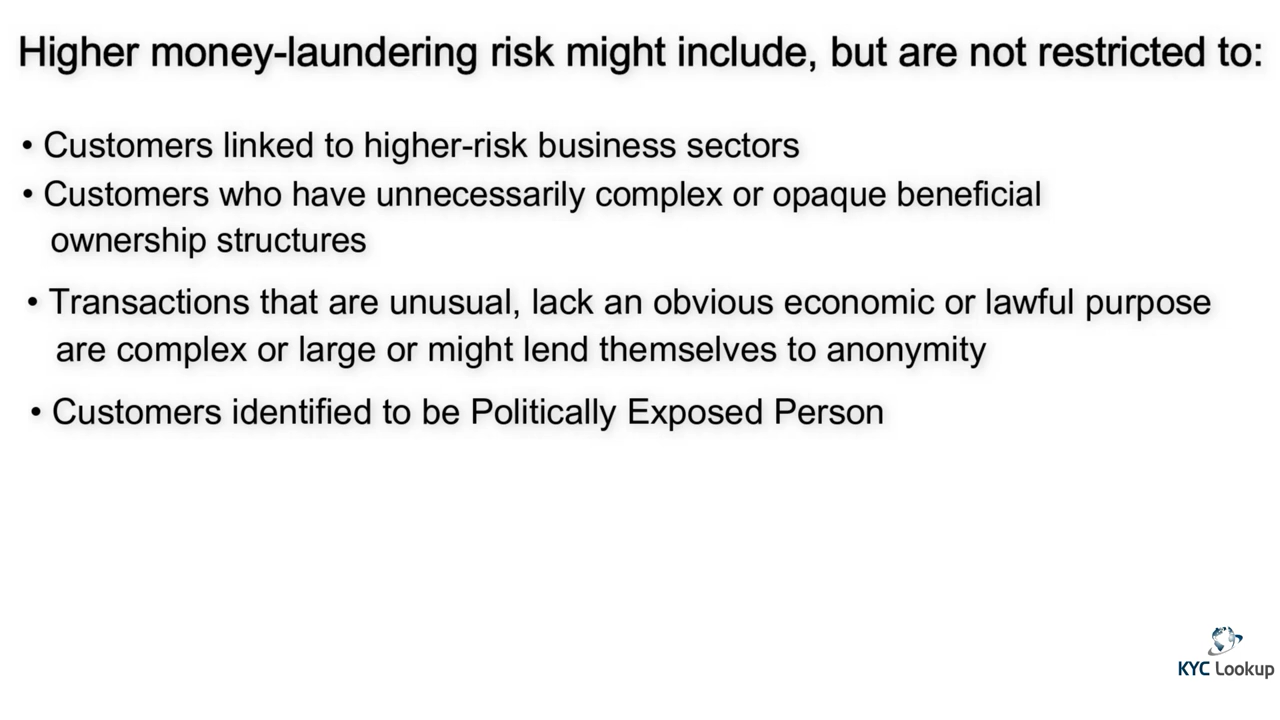 Higher money-laundering risk might include, but are not restricted to:
• Customers linked to higher-risk business sectors
• Customers who have unnecessarily complex or opaque beneficial
ownership structures
• Transactions that are unusual, lack an obvious economic or lawful purpose
are complex or large or might lend themselves to anonymity
• Customers identified to be Politically Exposed Person
KYC Lookup